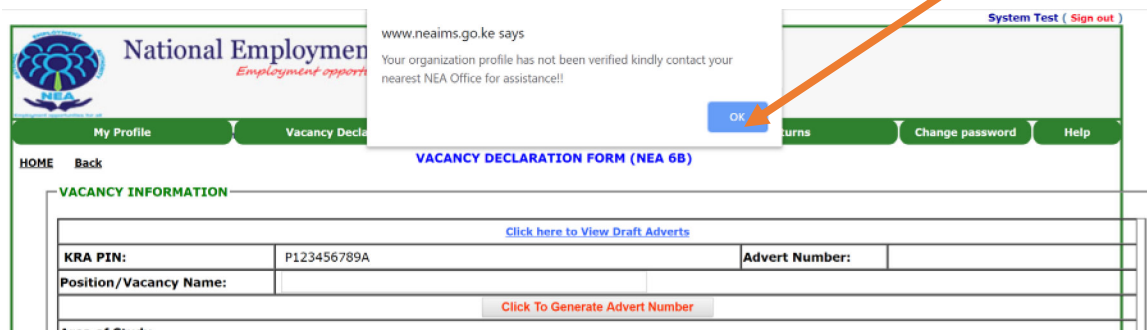 System Test ( Sign out )
www.neaims.go.ke says
Your organization profile has not been verified kindly contact your
nearest NEA Office for assistance!!
OK
National Employmen
Employment opport
NEA
My Profile
Vacancy Decla
urns
Change password
Help
HOME
Back
VACANCY DECLARATION FORM (NEA 6B)
VACANCY INFORMATION
Click here to View Draft Adverts
KRA PIN:
P123456789A
Advert Number:
Position/Vacancy Name:
Click To Generate Advert Number